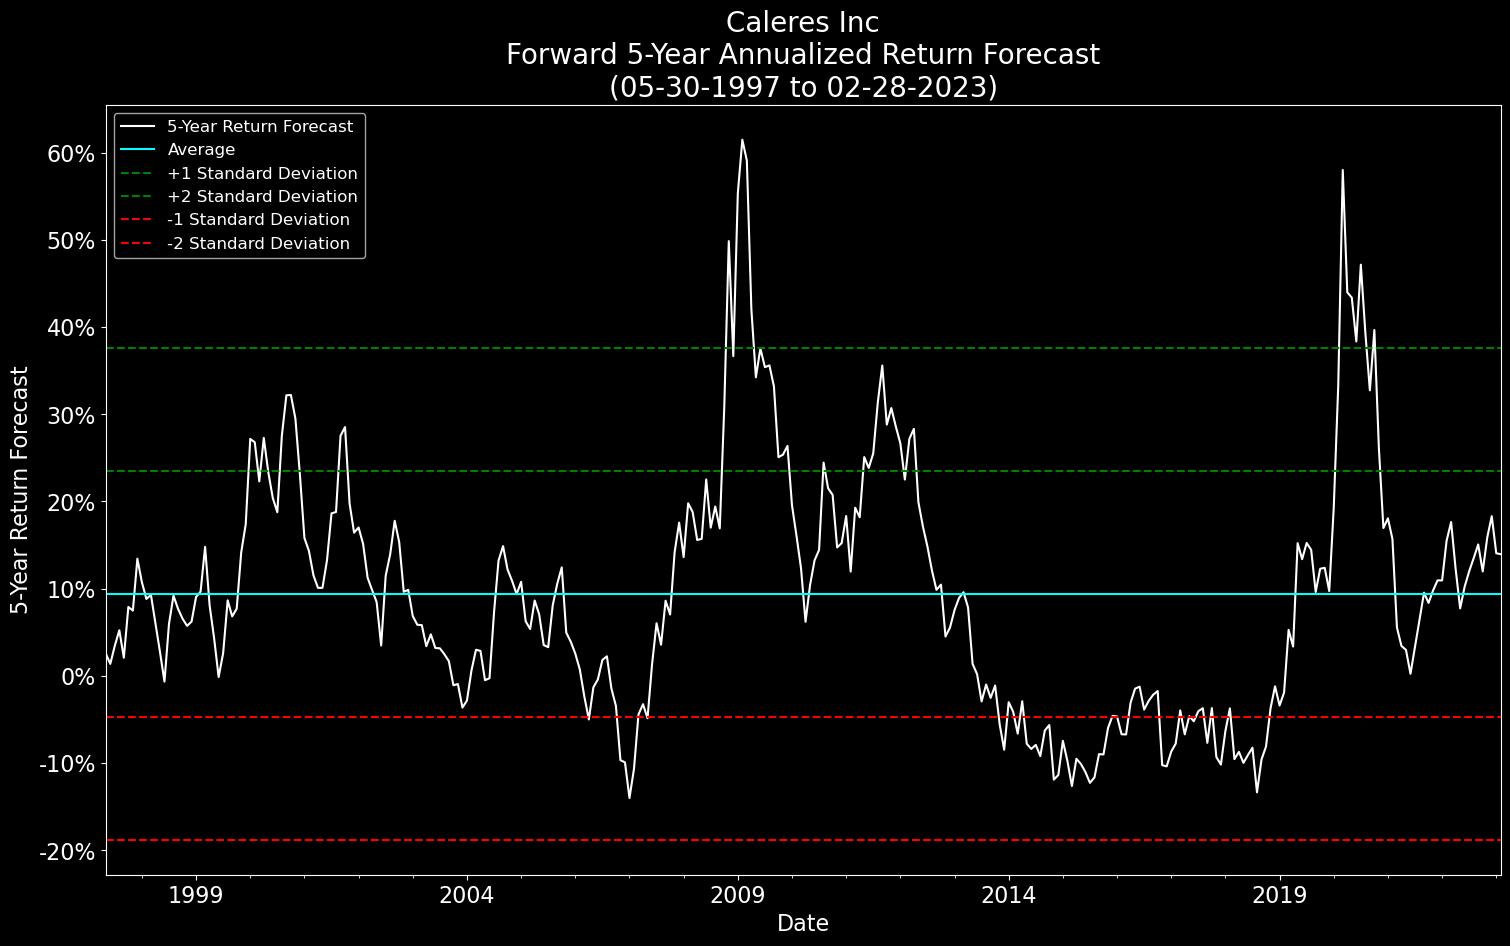 Caleres Inc
Forward 5-Year Annualized Return Forecast
(05-30-1997 to 02-28-2023)
5-Year Return Forecast
Average
+1 Standard Deviation
+2 Standard Deviation
-1 Standard Deviation
-2 Standard Deviation
60%
50%
40%
30%
20%
10%
0%
-10%
-20%
5-Year Return Forecast
1999
2004
2009
2014
2019
Date